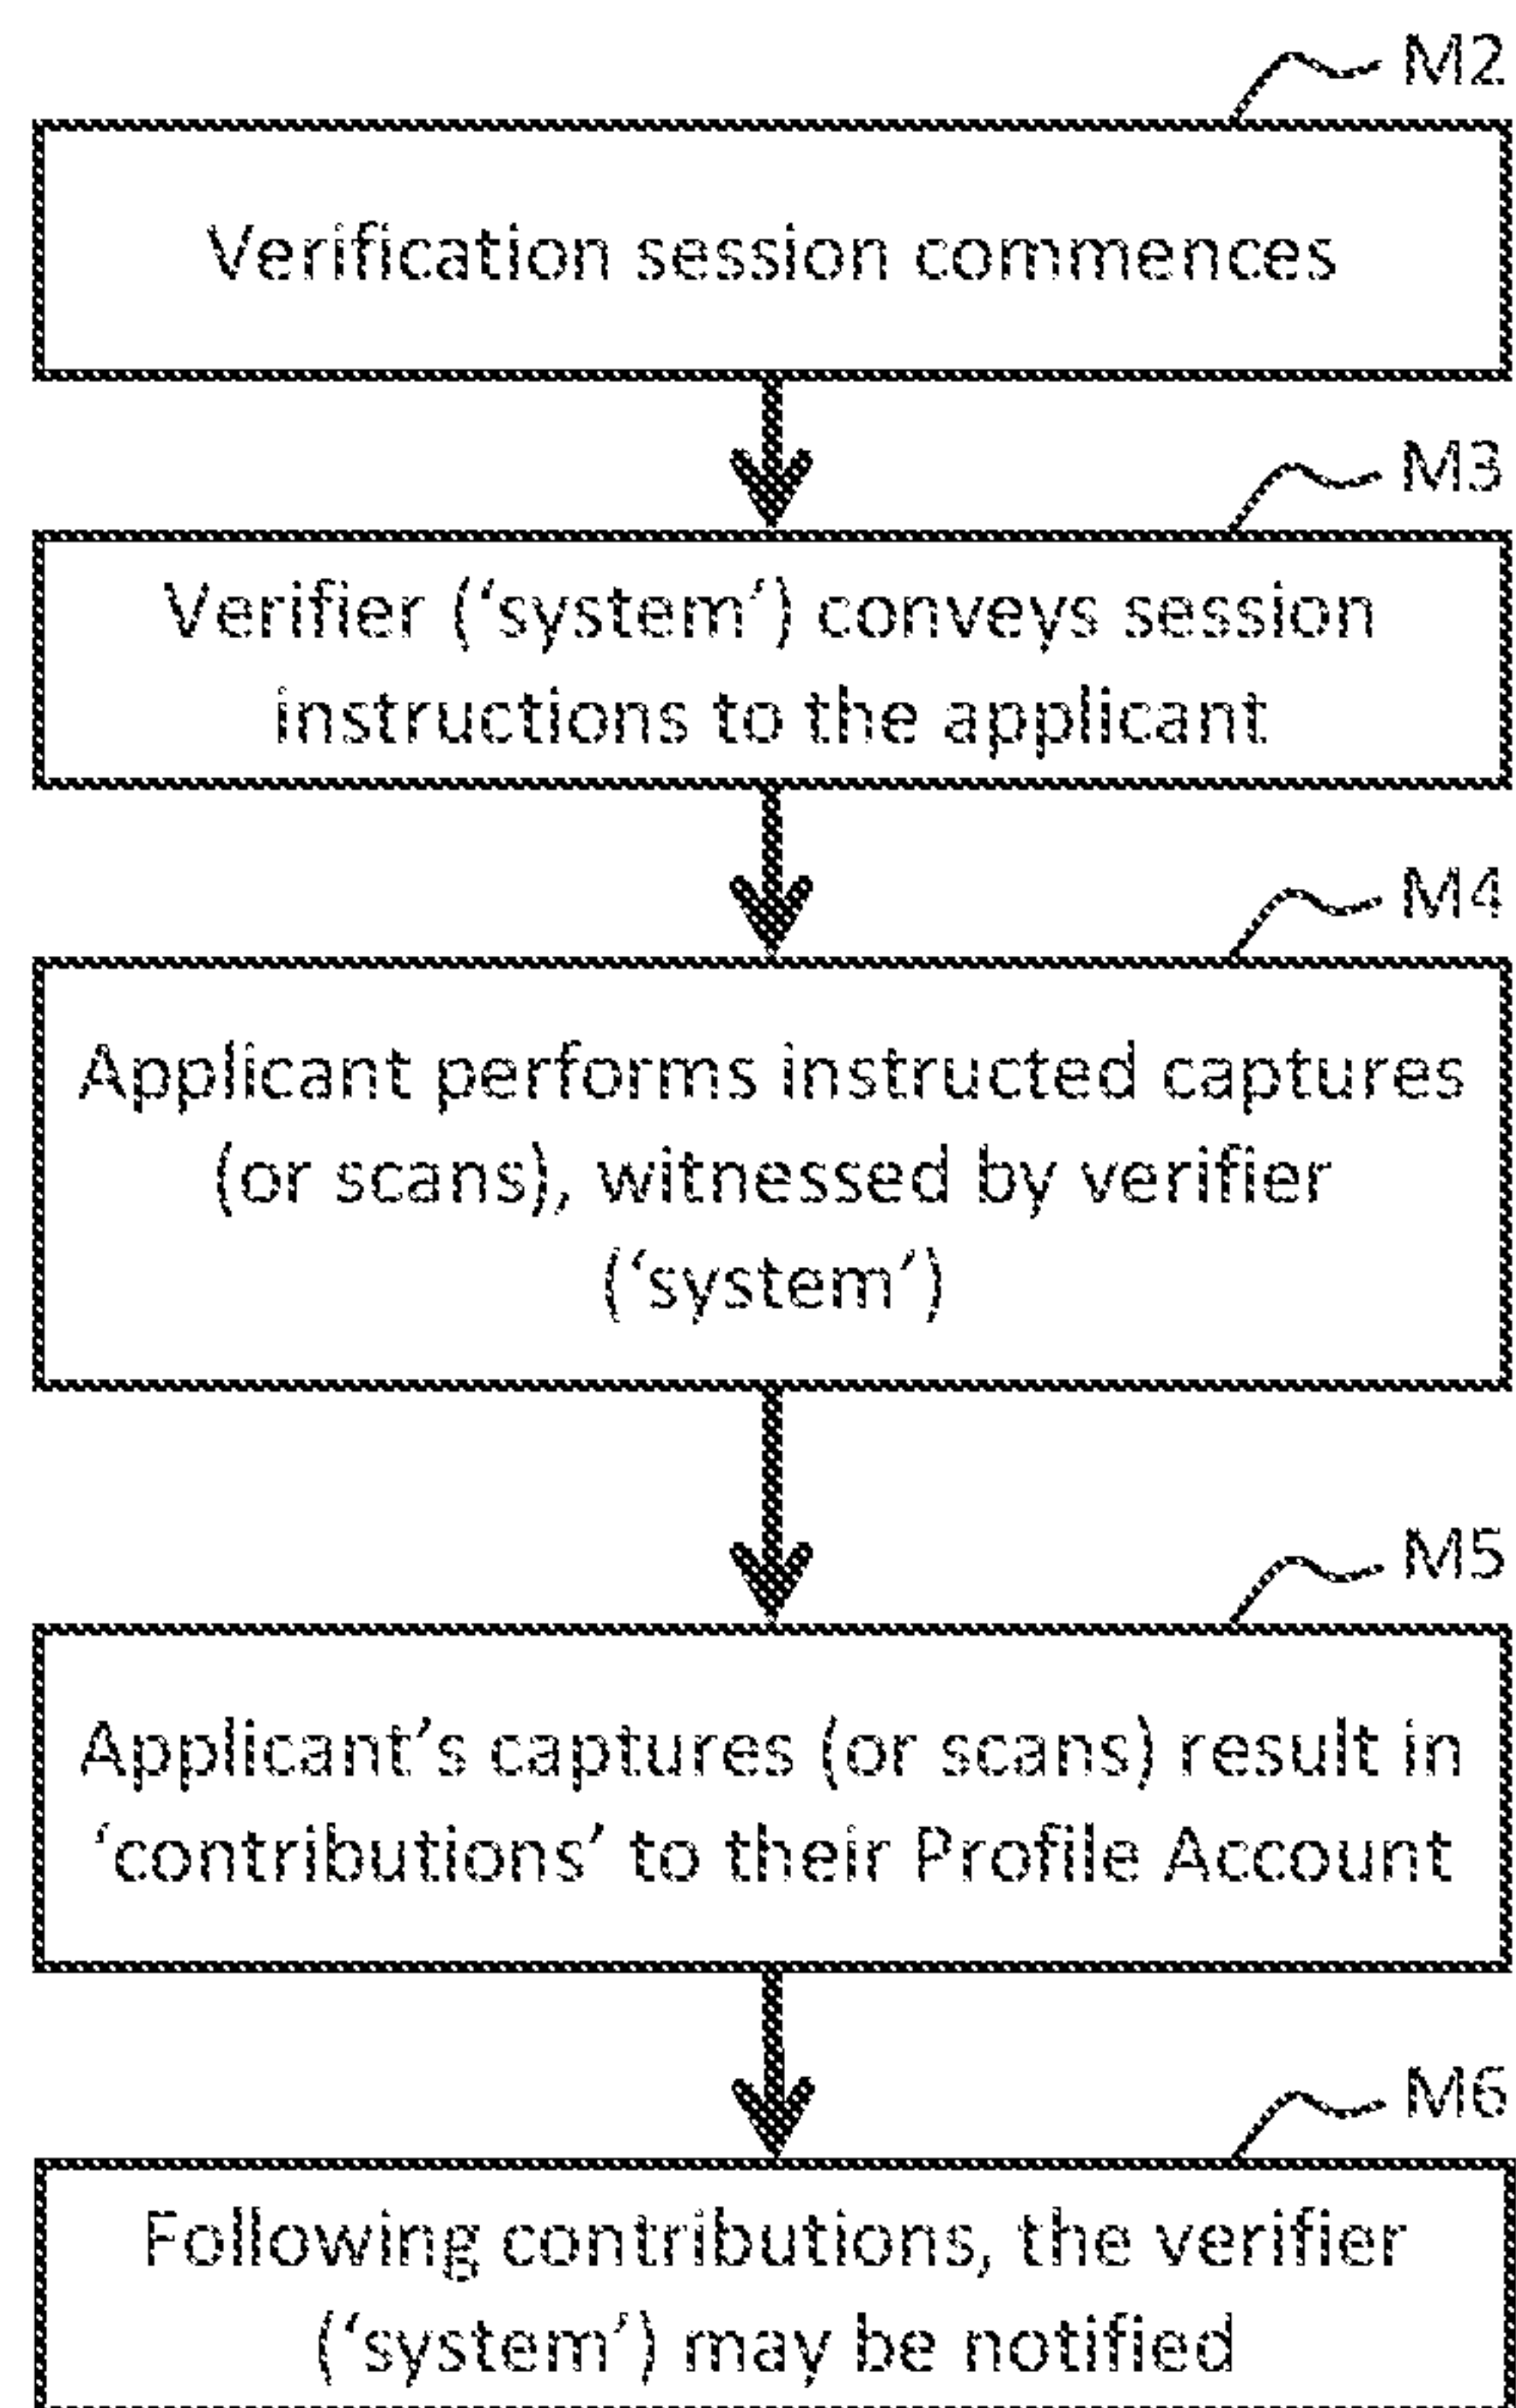 M2
Verification session commences
M3
Verifier (‘system’) conveys session
instructions to the applicant
M4
Applicant performs instructed captures
(or scans), witnessed by verifier
(‘system’)
M5
Applicant’s captures (or scans) result in
‘contributions’ to their Profile Account
M6
Following contributions, the verifier
(‘system’) may be notified